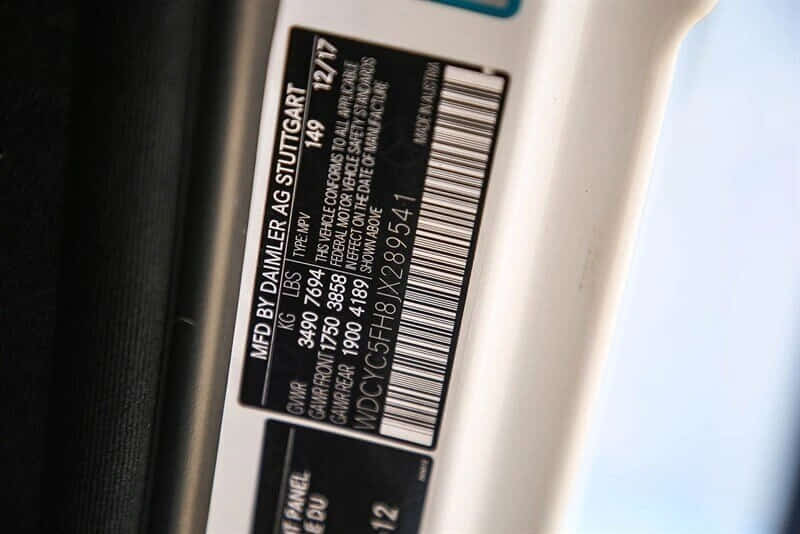 MFD BY DAIMLER AG STUTTGART
149 12/17
KG LBS TYPE: MPV
GVWR 3490 7694
GAWR FRONT 1750 3858
GAWR REAR 1900 4189
THIS VEHICLE CONFORMS TO ALL APPLICABLE
FEDERAL MOTOR VEHICLE SAFETY STANDARDS
IN EFFECT ON THE DATE OF MANUFACTURE
SHOWN ABOVE
MADE IN AUSTRIA
WDCYC5FH8JX289541
T PANEL
E DU
12